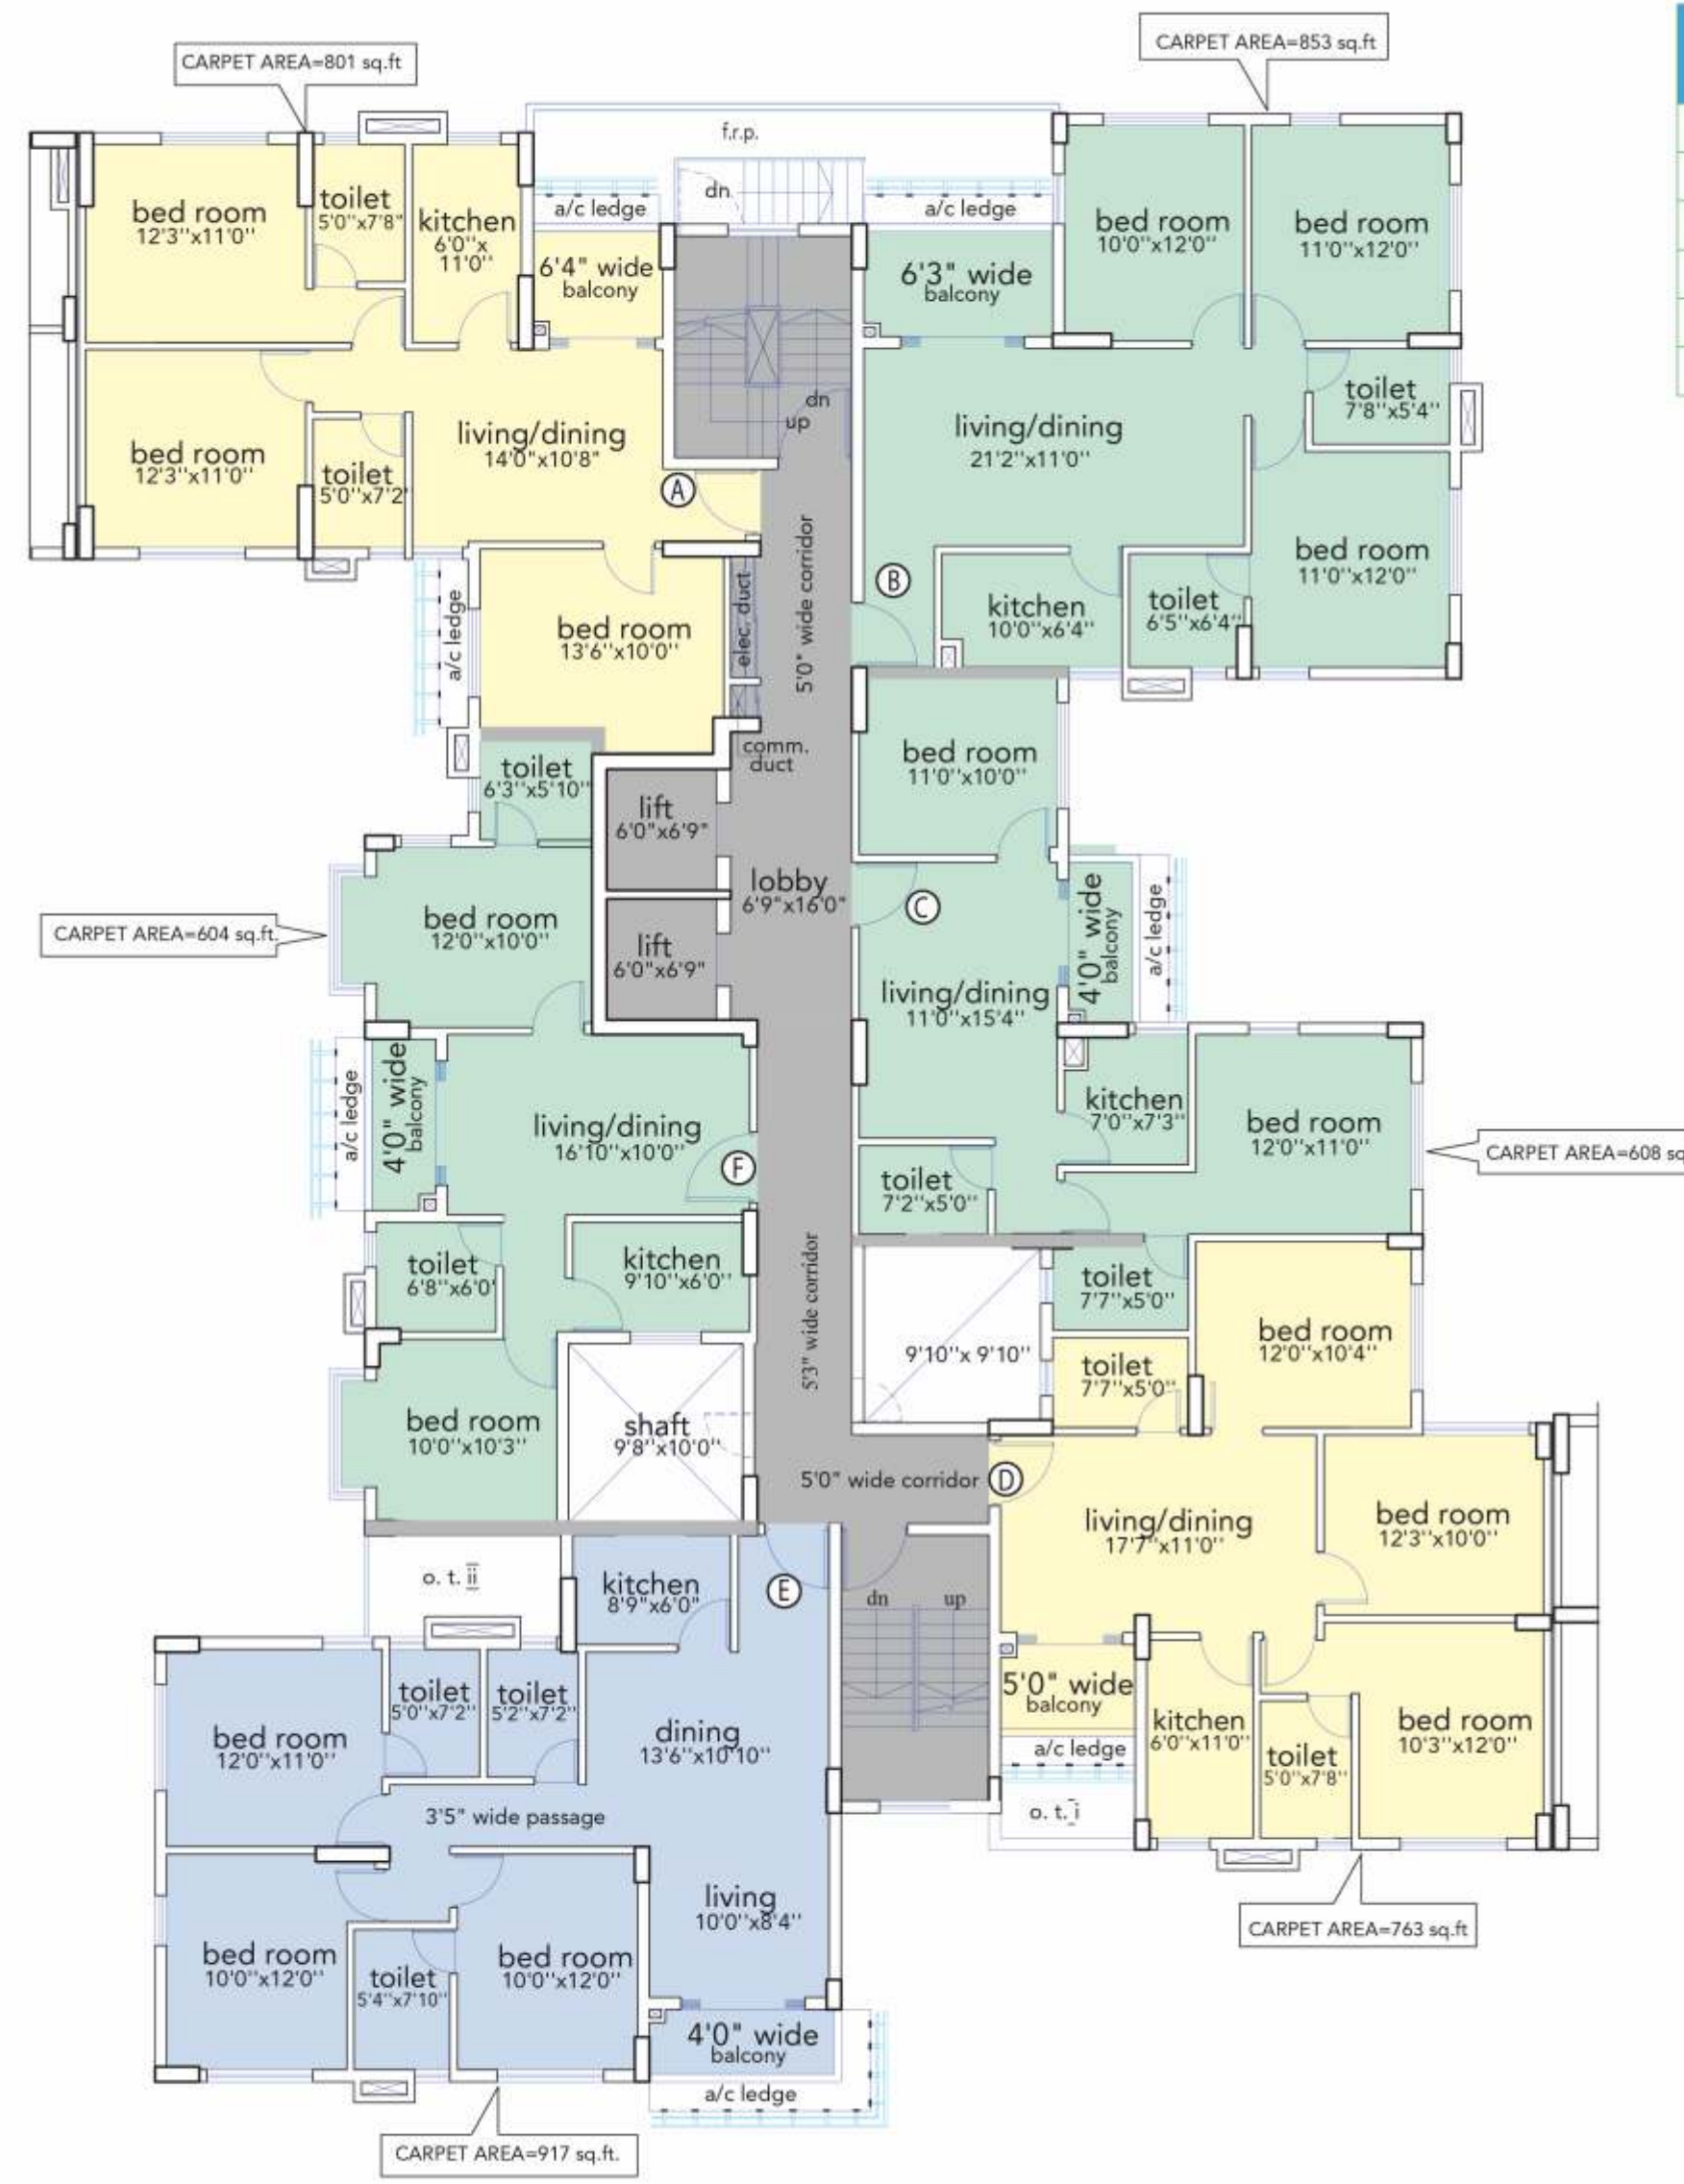 CARPET AREA=801 sq.ft
CARPET AREA=853 sq.ft
f.r.p.
dn
a/c ledge
a/c ledge
bed room
12'3''x11'0''
toilet
5'0''x7'8"
kitchen
6'0''x
11'0''
6'4" wide
balcony
6'3" wide
balcony
bed room
10'0''x12'0''
bed room
11'0''x12'0''
dn
up
toilet
7'8''x5'4''
bed room
12'3''x11'0''
toilet
5'0''x7'2'
living/dining
14'0"x10'8"
A
living/dining
21'2''x11'0''
5'0" wide corridor
B
kitchen
10'0''x6'4''
toilet
6'5''x6'4''
bed room
11'0''x12'0''
a/c ledge
bed room
13'6''x10'0''
elec. duct
comm.
duct
bed room
11'0''x10'0''
toilet
6'3''x5'10''
lift
6'0"x6'9"
lobby
6'9"x16'0"
C
4'0" wide
balcony
a/c ledge
CARPET AREA=604 sq.ft.
bed room
12'0''x10'0''
lift
6'0"x6'9"
living/dining
11'0''x15'4''
a/c ledge
4'0" wide
balcony
living/dining
16'10''x10'0''
F
kitchen
7'0''x7'3''
bed room
12'0''x11'0''
CARPET AREA=608 sq
toilet
7'2''x5'0''
toilet
6'8''x6'0'
kitchen
9'10''x6'0''
5'3" wide corridor
toilet
7'7''x5'0''
9'10''x 9'10''
bed room
12'0''x10'4''
toilet
7'7''x5'0''
bed room
10'0''x10'3''
shaft
9'8''x10'0''
5'0" wide corridor
D
living/dining
17'7''x11'0''
bed room
12'3''x10'0''
o. t. ii
kitchen
8'9"x6'0"
E
dn
up
bed room
12'0''x11'0''
toilet
5'0''x7'2''
toilet
5'2''x7'2''
dining
13'6''x10'10''
5'0" wide
balcony
a/c ledge
kitchen
6'0''x11'0''
toilet
5'0''x7'8''
bed room
10'3''x12'0''
3'5" wide passage
o. t. i
living
10'0''x8'4''
CARPET AREA=763 sq.ft
bed room
10'0''x12'0''
toilet
5'4''x7'10''
bed room
10'0''x12'0''
4'0" wide
balcony
a/c ledge
CARPET AREA=917 sq.ft.